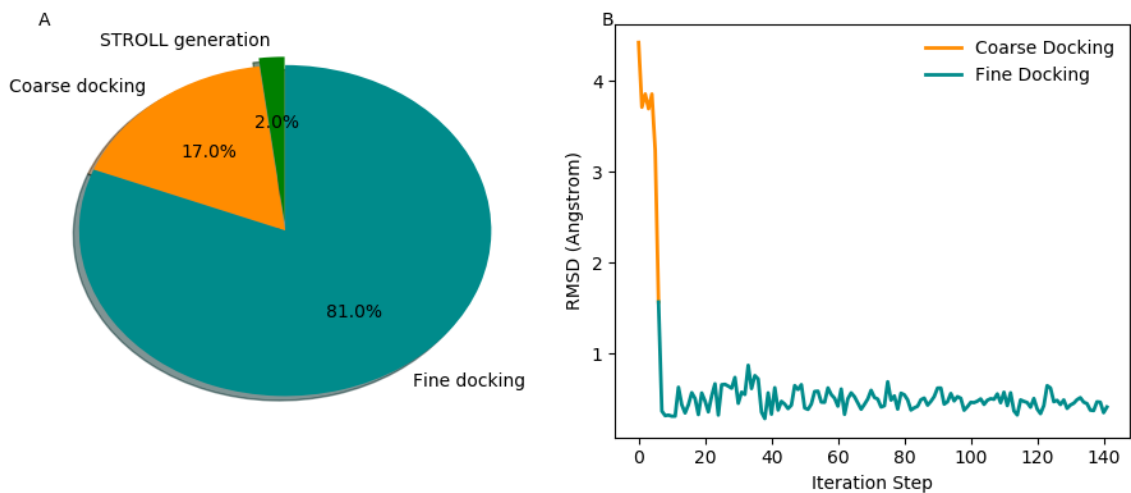 A
STROLL generation
Coarse docking
2.0%
17.0%
81.0%
Fine docking
B
Coarse Docking
Fine Docking
RMSD (Angstrom)
4
3
2
1
0 20 40 60 80 100 120 140
Iteration Step